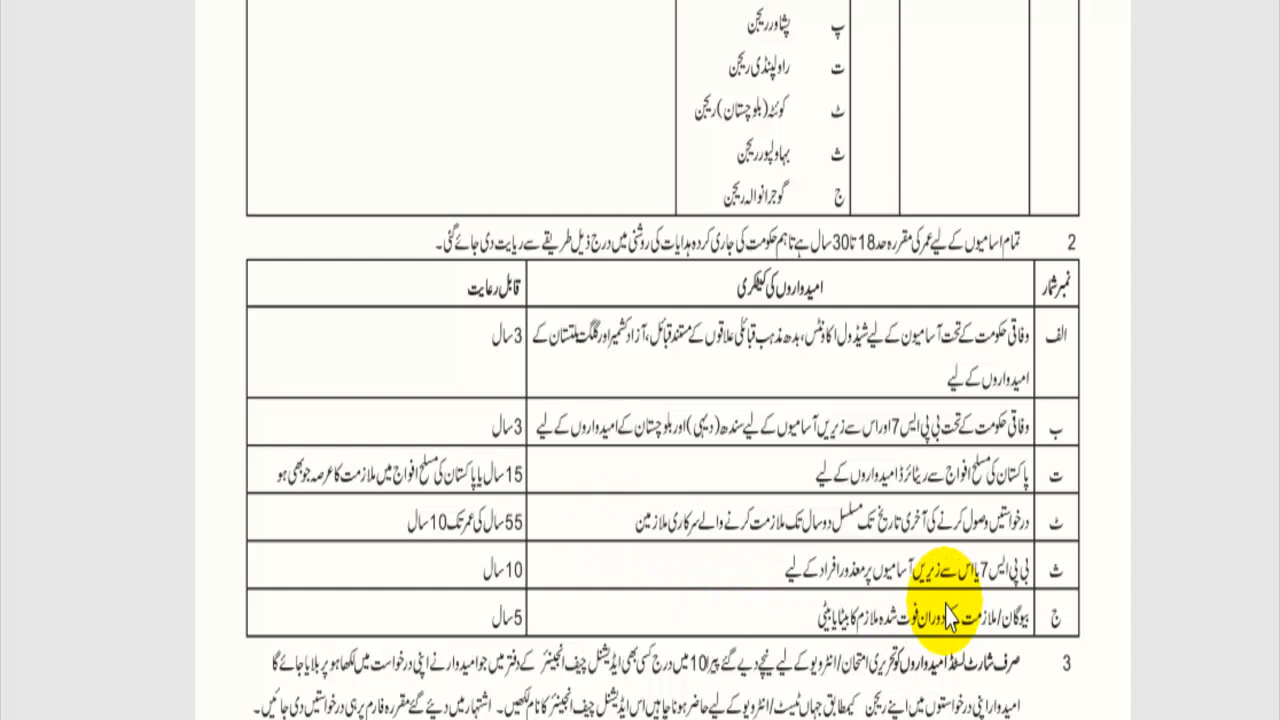 پ پشاور ریجن
ت راولپنڈی ریجن
ٹ کوئٹہ (بلوچستان) ریجن
ث بہاولپور ریجن
ج گوجرانوالہ ریجن
2 تمام اسامیوں کے لیے عمر کی مقررہ حد 18 تا 30 سال ہے تاہم حکومت کی جاری کردہ ہدایات کی روشنی میں درج ذیل طریقے سے ریایت دی جائے گئی۔
نمبر شمار امیدواروں کی کیٹگری قابل رعایت
الف وفاقی حکومت کے تحت آسامیون کے لیے شیڈول اکاونٹس، بدھ مذہب قبائلی علاقوں کے مستند قبائل، آزاد کشمیر اور گلگت بلتستان کے 3 سال
امیدواروں کے لیے
ب وفاقی حکومت کے تحت بی پی ایس 7 اور اس سے زیریں آسامیوں کے لیے سندھ (دیہی) اور بلوچستان کے امیدواروں کے لیے 3 سال
ت پاکستان کی مسلح افواج سے ریٹائرڈ امیدواروں کے لیے 15 سال یا پاکستان کی مسلح افواج میں ملازمت کا عرصہ جو بھی ہو
ٹ درخواستیں وصول کرنے کی آخری تاریخ تک مسلسل دو سال تک ملازمت کرنے والے سرکاری ملازمین 55 سال کی عمر تک 10 سال
ث بی پی ایس 7 یا اس سے زیریں آسامیوں پر معذور افراد کے لیے 10 سال
ج بیوگان/ملازمت کے دوران فوت شدہ ملازم کا بیٹا یا بیٹی 5 سال
3 صرف شارٹ لسٹڈ امیدواروں کو تحریری امتحان/انٹرویو کے لیے نیچے دیے گئے پیرا 10 میں درج کسی بھی ایڈیشنل چیف انجینئر کے دفتر میں جو امیدوار نے اپنی درخواست میں لکھا ہو پر بلایا جائے گا
امیدوار اپنی درخواستوں میں اپنے ریجن کیمطابق جہاں ٹیسٹ/انٹرویو کے لیے حاضر ہونا چاہیں اس ایڈیشنل چیف انجینئر کا نام لکھیں۔ اشتہار میں دیئے گئے مقررہ فارم پر ہی درخواستیں دی جائیں۔